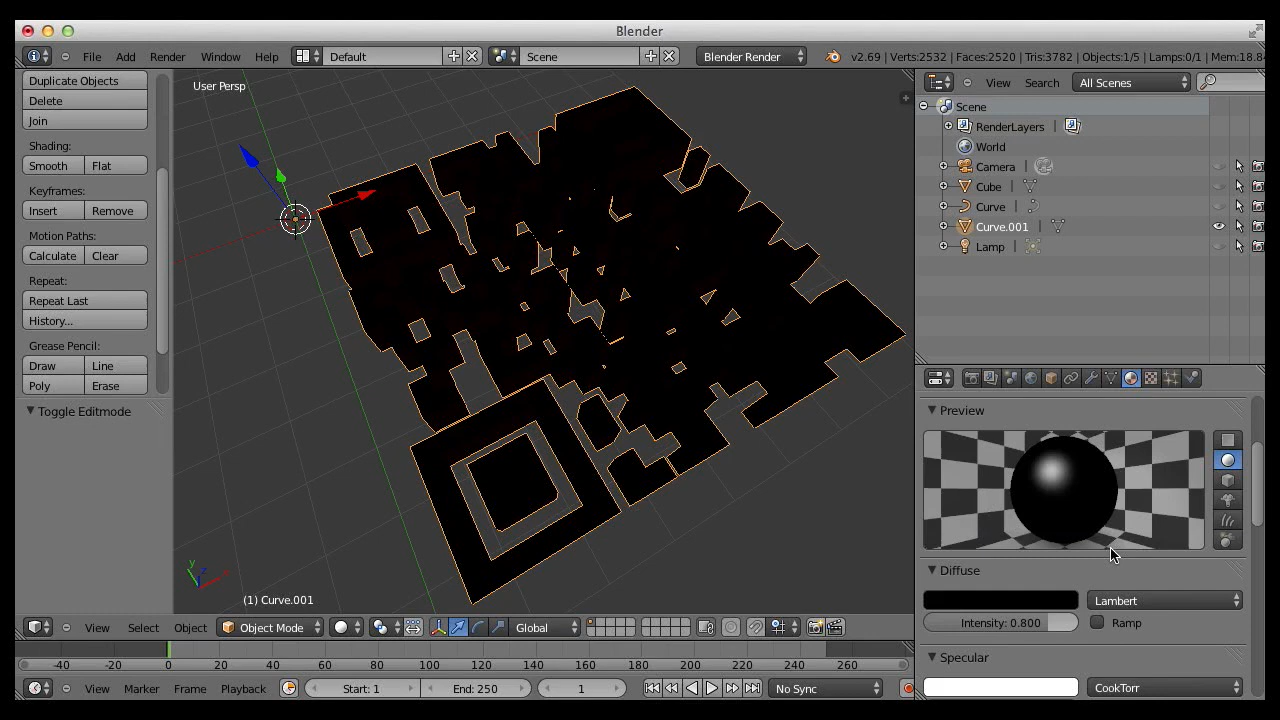 Blender
File Add Render Window Help Default Scene Blender Render v2.69 | Verts:2532 | Faces:2520 | Tris:3782 | Objects:1/5 | Lamps:0/1 | Mem:18.8
Duplicate Objects
Delete
Join
Shading:
Smooth Flat
Keyframes:
Insert Remove
Motion Paths:
Calculate Clear
Repeat:
Repeat Last
History...
Grease Pencil:
Draw Line
Poly Erase
Toggle Editmode
User Persp
y z x
(1) Curve.001
View Select Object Object Mode Global
-40 -20 0 20 40 60 80 100 120 140 160 180 200 220 240 260
View Marker Frame Playback Start: 1 End: 250 1 No Sync
View Search All Scenes
Scene
RenderLayers
World
Camera
Cube
Curve
Curve.001
Lamp
Preview
Diffuse
Lambert
Intensity: 0.800 Ramp
Specular
CookTorr